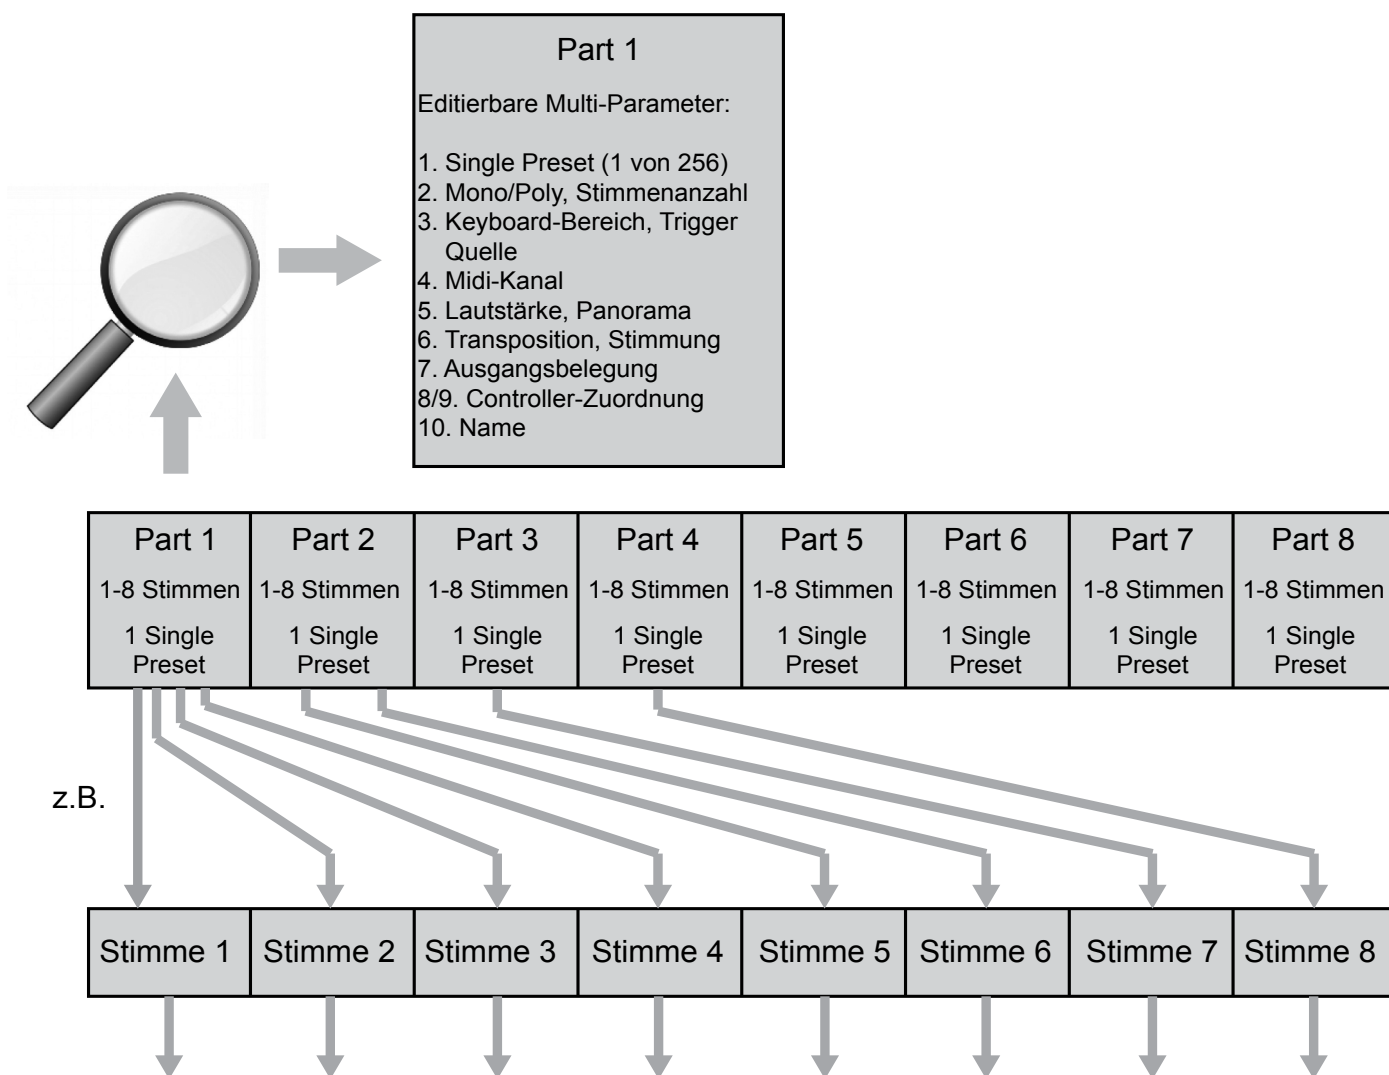 Part 1
Editierbare Multi-Parameter:
1. Single Preset (1 von 256)
2. Mono/Poly, Stimmenanzahl
3. Keyboard-Bereich, Trigger
Quelle
4. Midi-Kanal
5. Lautstärke, Panorama
6. Transposition, Stimmung
7. Ausgangsbelegung
8/9. Controller-Zuordnung
10. Name
Part 1
1-8 Stimmen
1 Single
Preset
Part 2
1-8 Stimmen
1 Single
Preset
Part 3
1-8 Stimmen
1 Single
Preset
Part 4
1-8 Stimmen
1 Single
Preset
Part 5
1-8 Stimmen
1 Single
Preset
Part 6
1-8 Stimmen
1 Single
Preset
Part 7
1-8 Stimmen
1 Single
Preset
Part 8
1-8 Stimmen
1 Single
Preset
z.B.
Stimme 1
Stimme 2
Stimme 3
Stimme 4
Stimme 5
Stimme 6
Stimme 7
Stimme 8